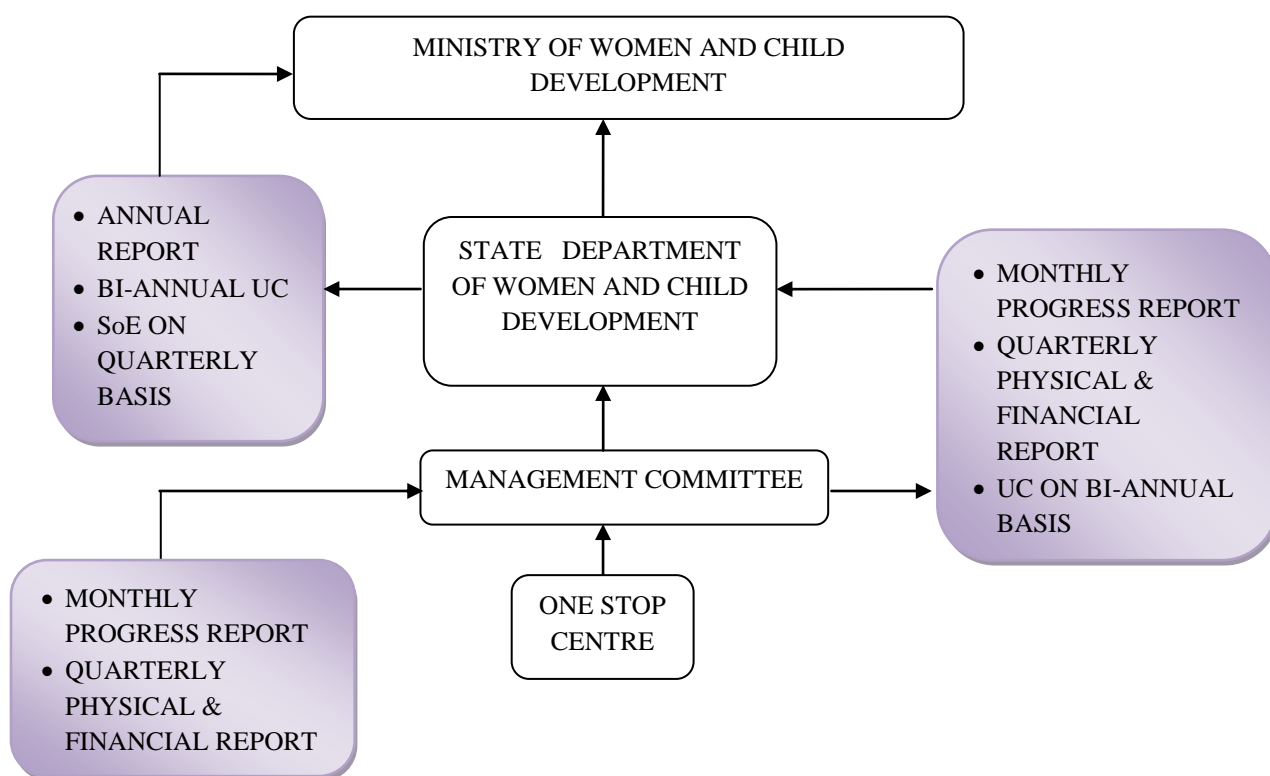 MINISTRY OF WOMEN AND CHILD
DEVELOPMENT
• ANNUAL
REPORT
• BI-ANNUAL UC
• SoE ON
QUARTERLY
BASIS
STATE DEPARTMENT
OF WOMEN AND CHILD
DEVELOPMENT
• MONTHLY
PROGRESS REPORT
• QUARTERLY
PHYSICAL &
FINANCIAL
REPORT
• UC ON BI-ANNUAL
BASIS
MANAGEMENT COMMITTEE
• MONTHLY
PROGRESS REPORT
• QUARTERLY
PHYSICAL &
FINANCIAL REPORT
ONE STOP
CENTRE